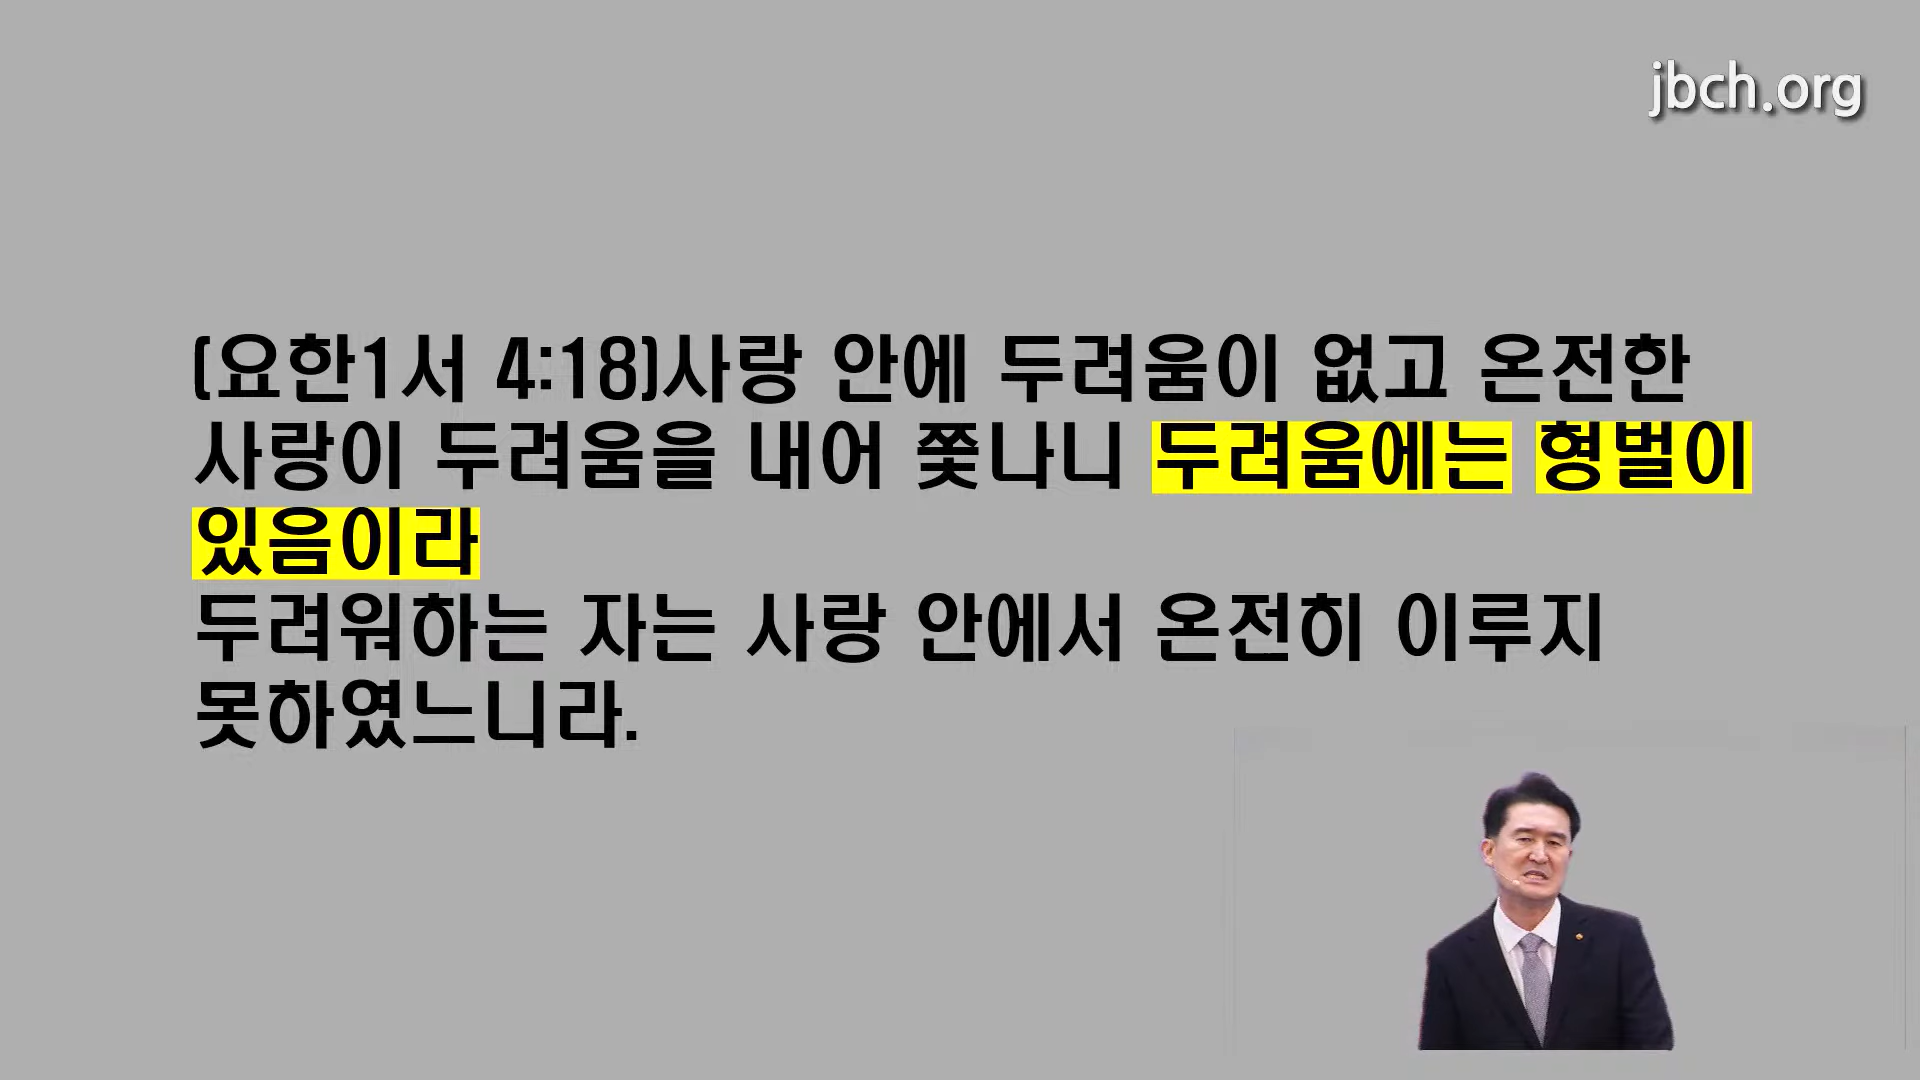 jbch.org
(요한1서 4:18)사랑 안에 두려움이 없고 온전한
사랑이 두려움을 내어 쫓나니 두려움에는 형벌이
있음이라
두려워하는 자는 사랑 안에서 온전히 이루지
못하였느니라.